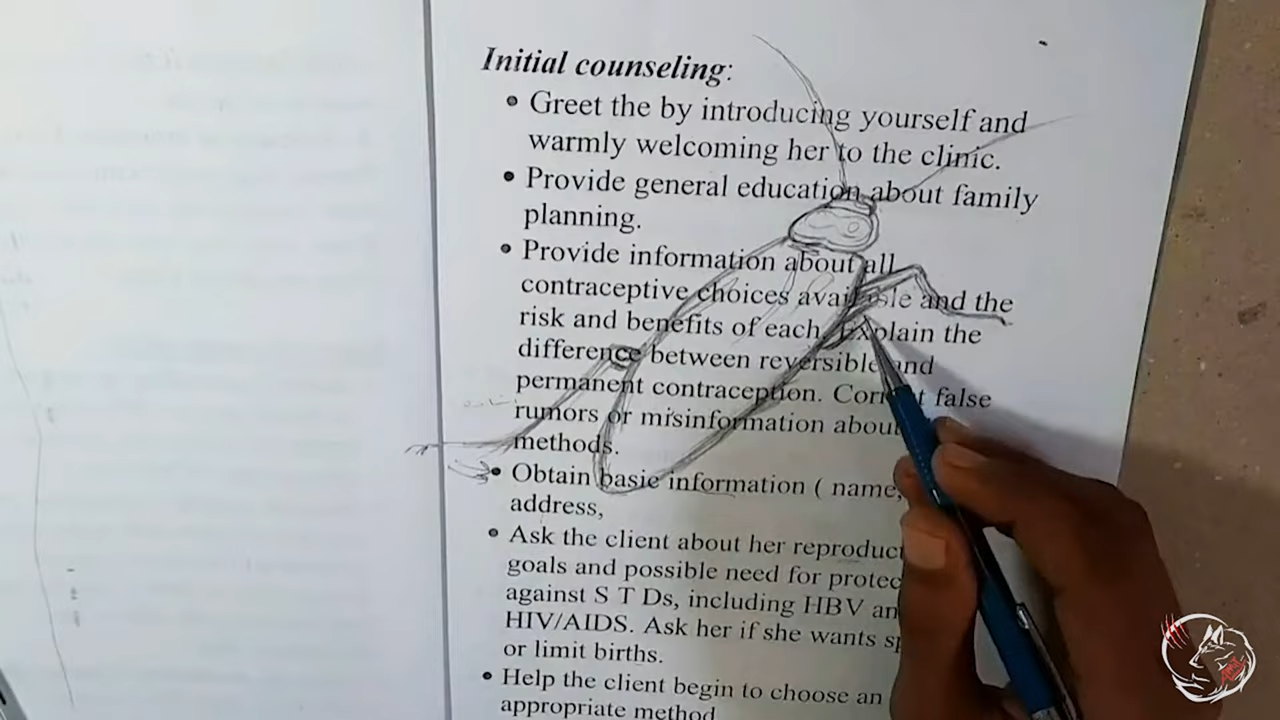 Initial counseling:
• Greet the by introducing yourself and
warmly welcoming her to the clinic.
• Provide general education about family
planning.
• Provide information about all
contraceptive choices available and the
risk and benefits of each. Explain the
difference between reversible and
permanent contraception. Correct false
rumors or misinformation about
methods.
• Obtain basic information ( name,
address,
• Ask the client about her reproduct
goals and possible need for protec
against S T Ds, including HBV an
HIV/AIDS. Ask her if she wants sp
or limit births.
• Help the client begin to choose an
appropriate method